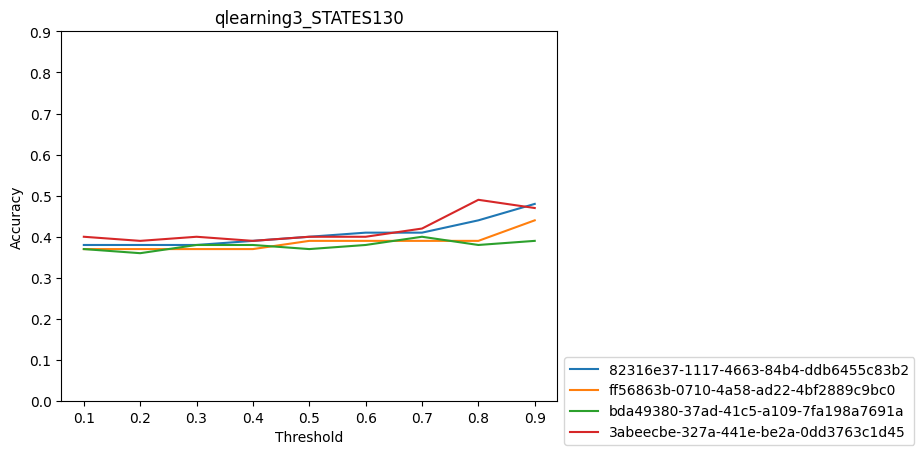 qlearning3_STATES130
Accuracy
0.9
0.8
0.7
0.6
0.5
0.4
0.3
0.2
0.1
0.0
0.1 0.2 0.3 0.4 0.5 0.6 0.7 0.8 0.9
Threshold
82316e37-1117-4663-84b4-ddb6455c83b2
ff56863b-0710-4a58-ad22-4bf2889c9bc0
bda49380-37ad-41c5-a109-7fa198a7691a
3abeecbe-327a-441e-be2a-0dd3763c1d45